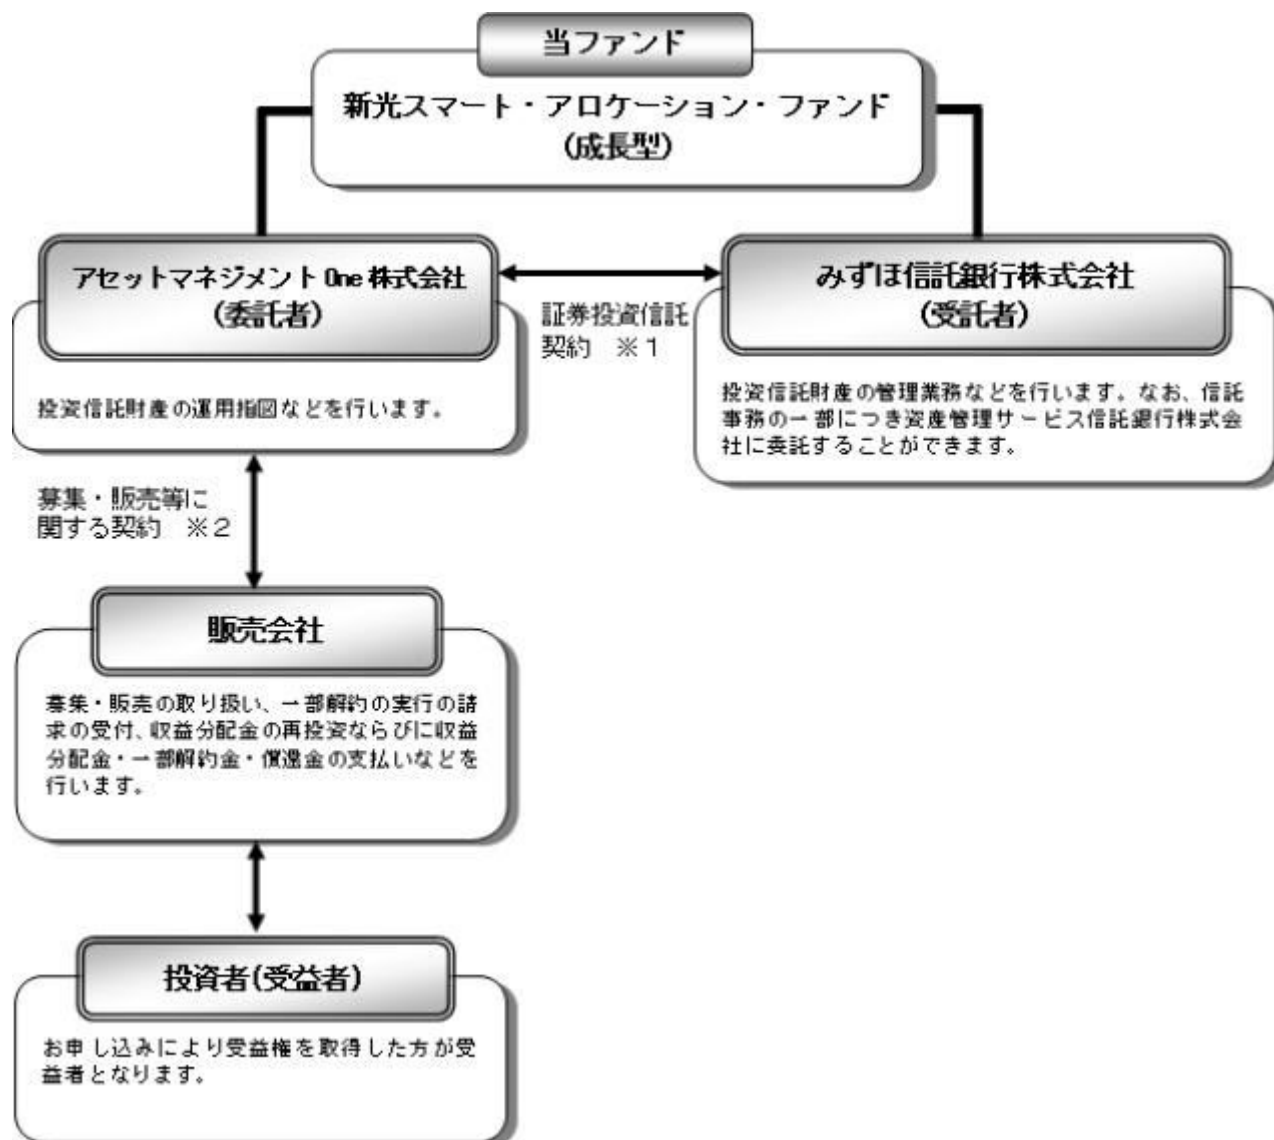 当ファンド
新光スマート・アロケーション・ファンド
(成長型)
アセットマネジメント One 株式会社
(委託者)
投資信託財産の運用指図などを行います。
証券投資信託
契約　※１
みずほ信託銀行株式会社
(受託者)
投資信託財産の管理業務などを行います。なお、信託
事務の一部につき資産管理サービス信託銀行株式会
社に委託することができます。
募集・販売等に
関する契約　※２
販売会社
募集・販売の取り扱い、一部解約の実行の請
求の受付、収益分配金の再投資ならびに収益
分配金・一部解約金・償還金の支払いなどを
行います。
投資者(受益者)
お申し込みにより受益権を取得した方が受
益者となります。